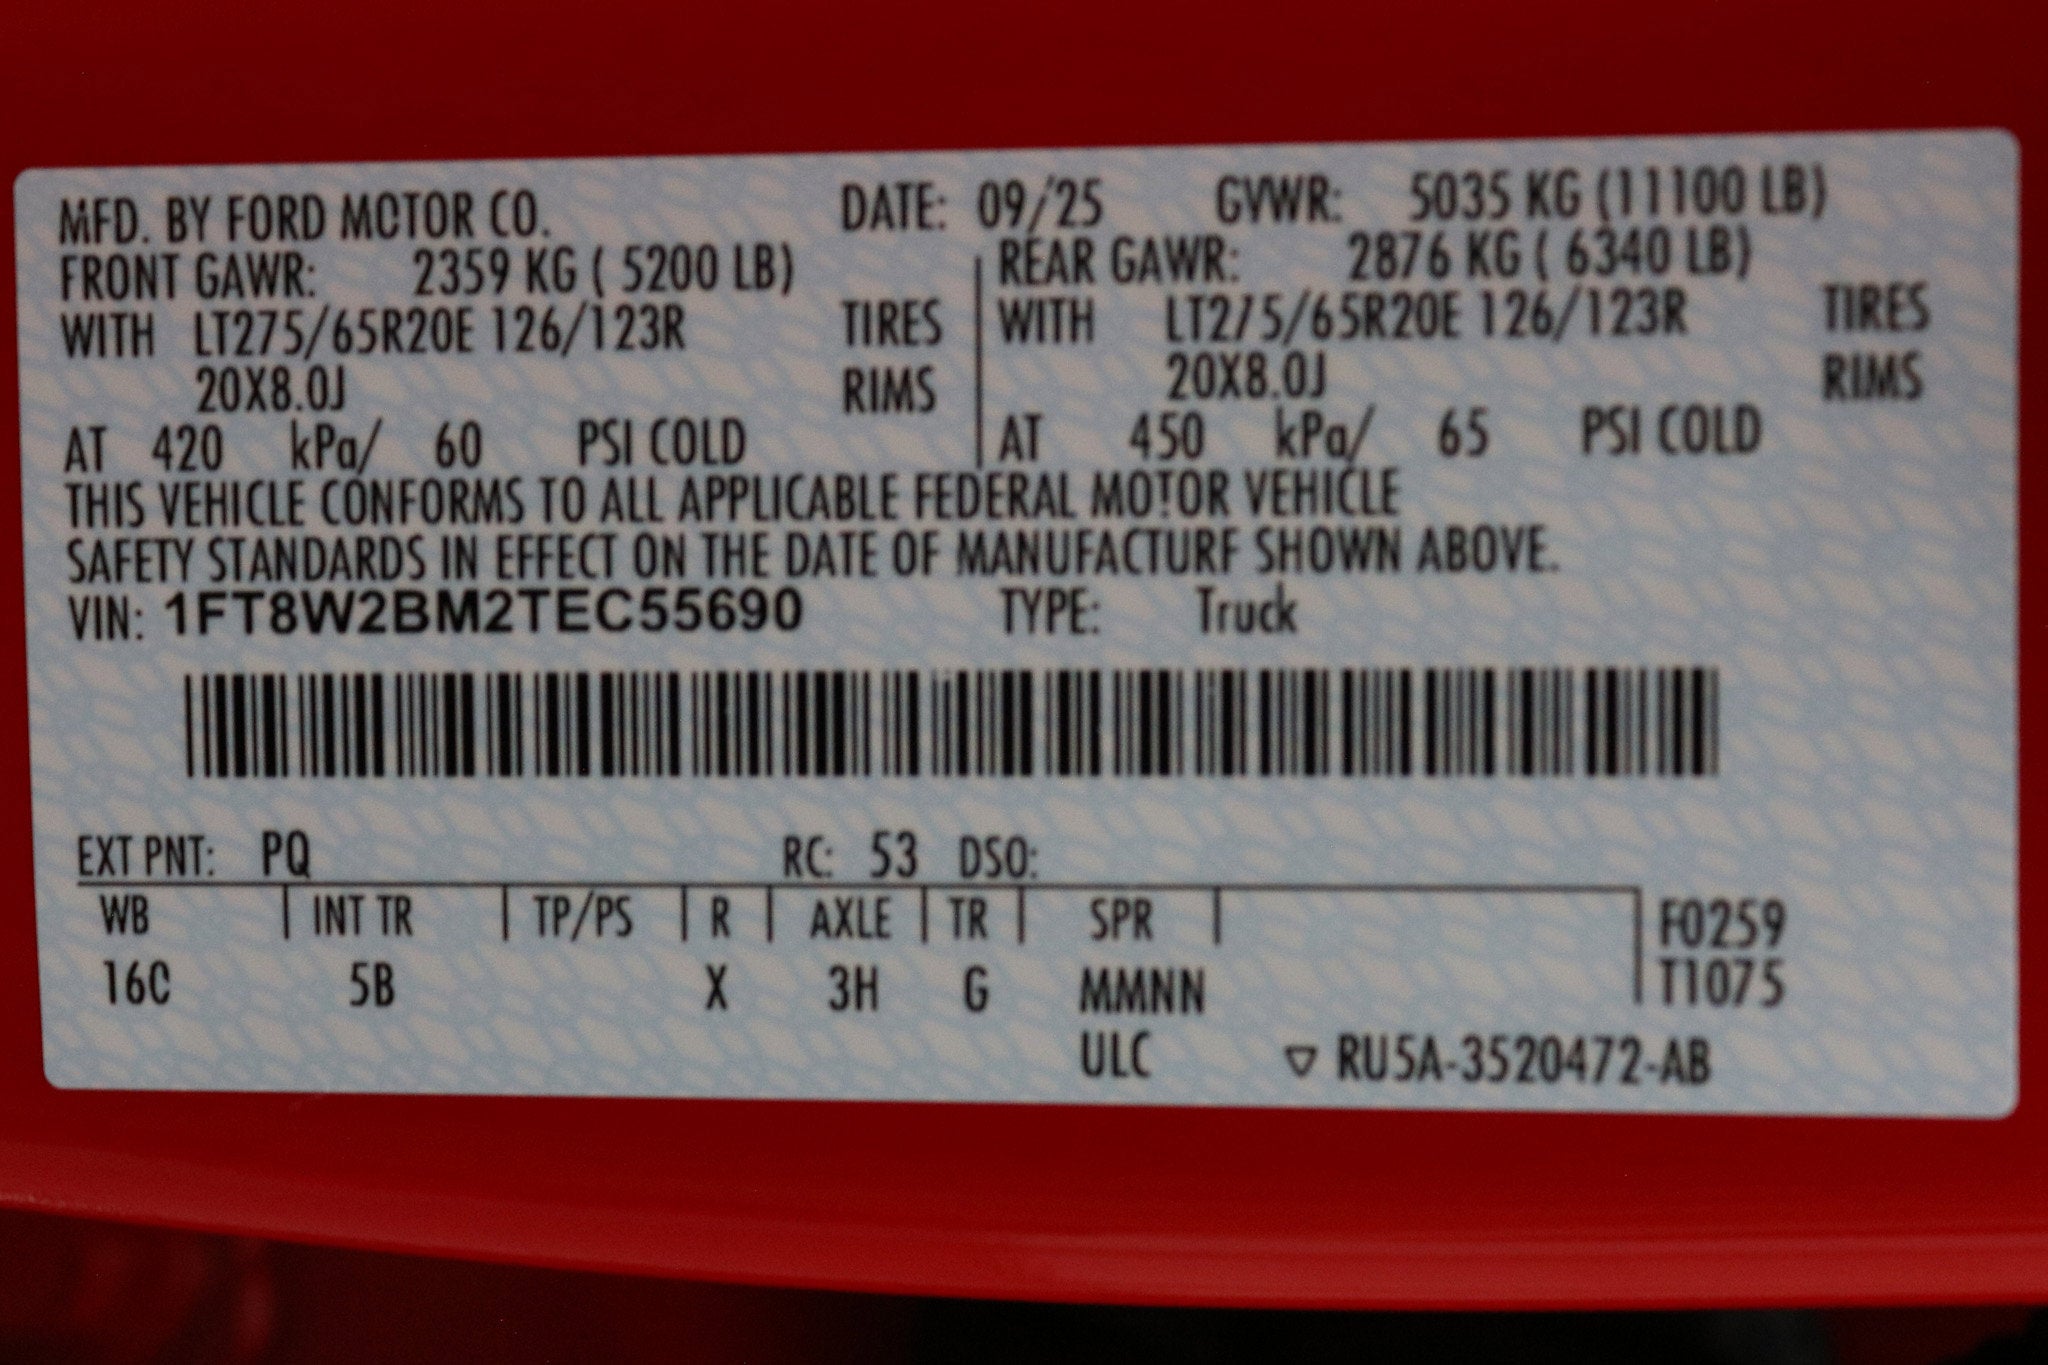 MFD. BY FORD MOTOR CO. DATE: 09/'25 GVWR: 5035 KG (11100 LB)
FRONT GAWR: 2359 KG ( 5200 LB) REAR GAWR: 2876 KG ( 6340 LB)
WITH LT275/65R20E 126/123R TIRES WITH LT275/65R20E 126/123R TIRES
20X8.0J RIMS 20X8.0J RIMS
AT 420 kPa/ 60 PSI COLD AT 450 kPa/ 65 PSI COLD
THIS VEHICLE CONFORMS TO ALL APPLICABLE FEDERAL MOTOR VEHICLE
SAFETY STANDARDS IN EFFECT ON THE DATE OF MANUFACTURE SHOWN ABOVE.
VIN: 1FT8W2BM2TEC55690 TYPE: Truck
EXT PNT: PQ RC: 53 DSO:
WB INT TR TP/PS R AXLE TR SPR F0259
16C 5B X 3H G MMNN T1075
ULC ▽ RU5A-3520472-AB